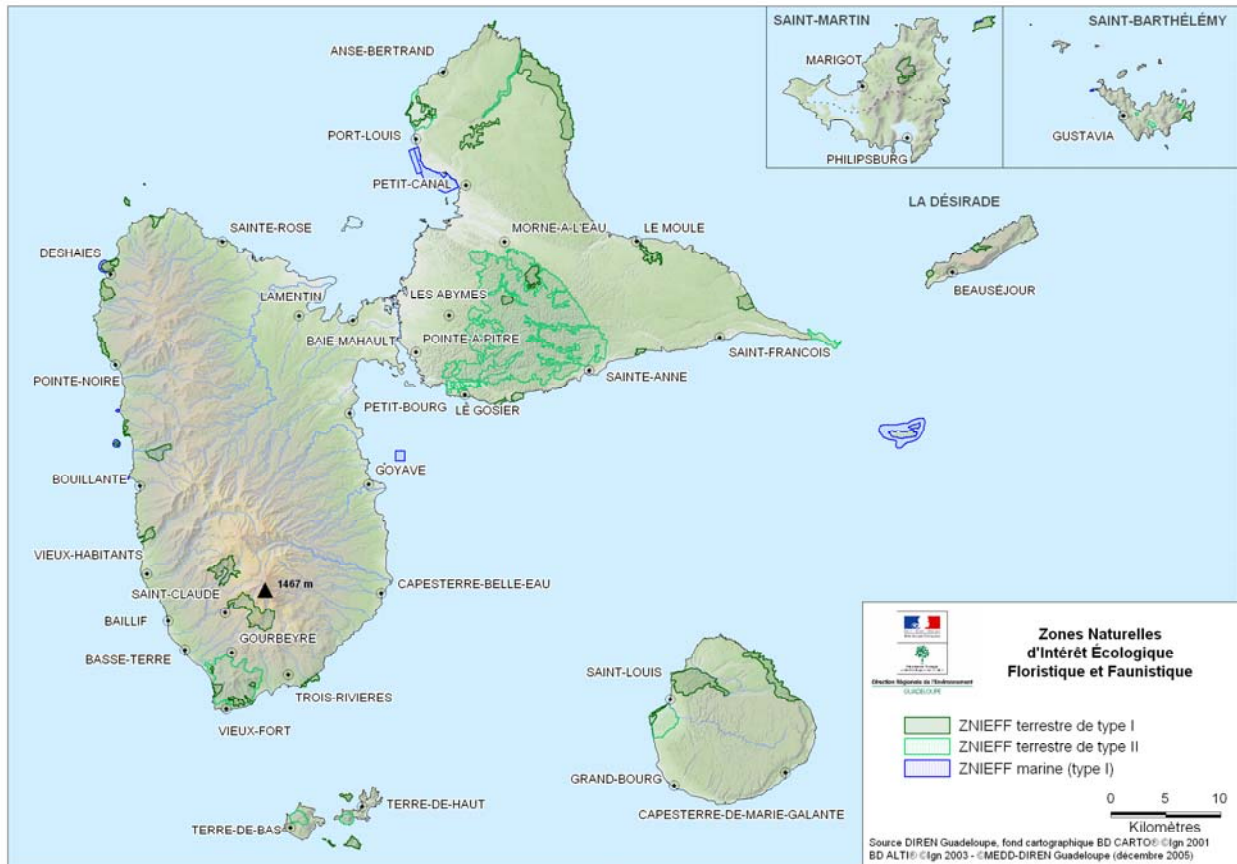 SAINT-MARTIN
SAINT-BARTHÉLÉMY
MARIGOT
PHILIPSBURG
GUSTAVIA
ANSE-BERTRAND
PORT-LOUIS
PETIT-CANAL
LA DÉSIRADE
SAINTE-ROSE
MORNE-A-L'EAU
LE MOULE
DESHAIES
BEAUSÉJOUR
LAMENTIN
LES ABYMES
BAIE MAHAULT
POINTE-A-PITRE
SAINT-FRANCOIS
POINTE-NOIRE
SAINTE-ANNE
PETIT-BOURG
LE GOSIER
GOYAVE
BOUILLANTE
VIEUX-HABITANTS
1467 m
SAINT-CLAUDE
CAPESTERRE-BELLE-EAU
BAILLIF
GOURBEYRE
BASSE-TERRE
TROIS-RIVIERES
VIEUX-FORT
SAINT-LOUIS
GRAND-BOURG
CAPESTERRE-DE-MARIE-GALANTE
TERRE-DE-HAUT
TERRE-DE-BAS
Zones Naturelles
d'Intérêt Écologique
Floristique et Faunistique
Direction Régionale de l'Environnement
GUADELOUPE
ZNIEFF terrestre de type I
ZNIEFF terrestre de type II
ZNIEFF marine (type I)
0 5 10
Kilomètres
Source DIREN Guadeloupe, fond cartographique BD CARTO® ©Ign 2001
BD ALTI® ©Ign 2003 - ©MEDD-DIREN Guadeloupe (décembre 2005)